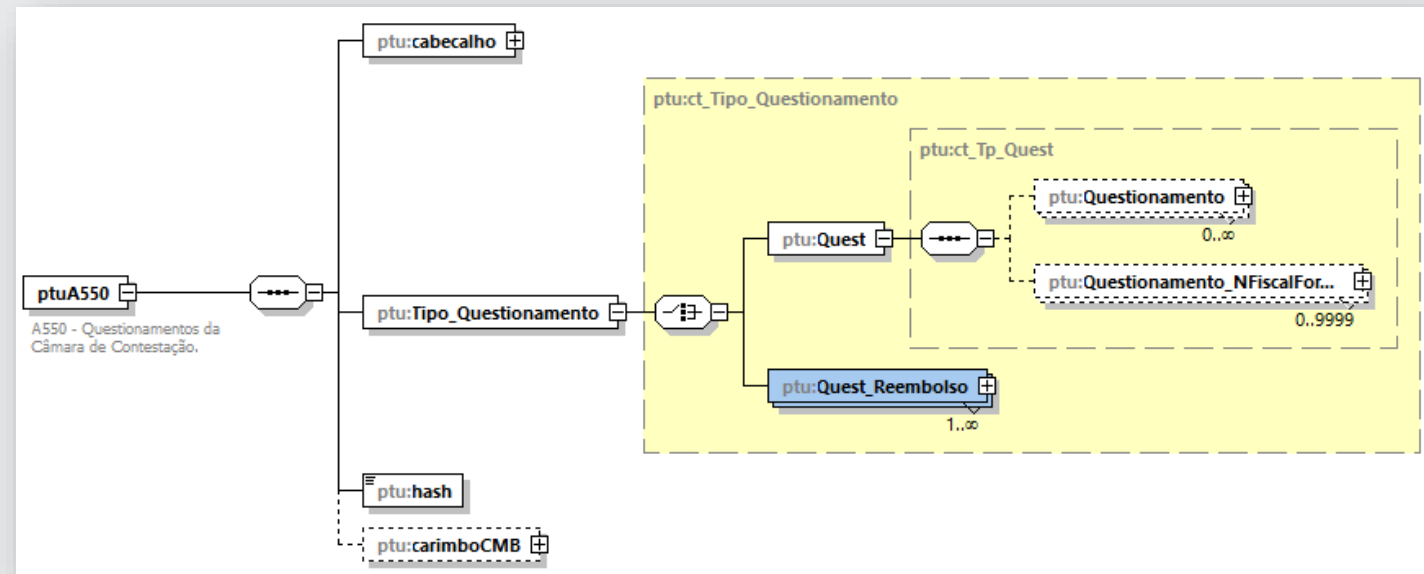 ptu:cabecalho
ptu:ct_Tipo_Questionamento
ptu:ct_Tp_Quest
ptu:Questionamento
0..∞
ptu:Quest
ptu:Questionamento_NFiscalFor...
0..9999
ptuA550
A550 - Questionamentos da
Câmara de Contestação.
ptu:Tipo_Questionamento
ptu:Quest_Reembolso
1..∞
ptu:hash
ptu:carimboCMB